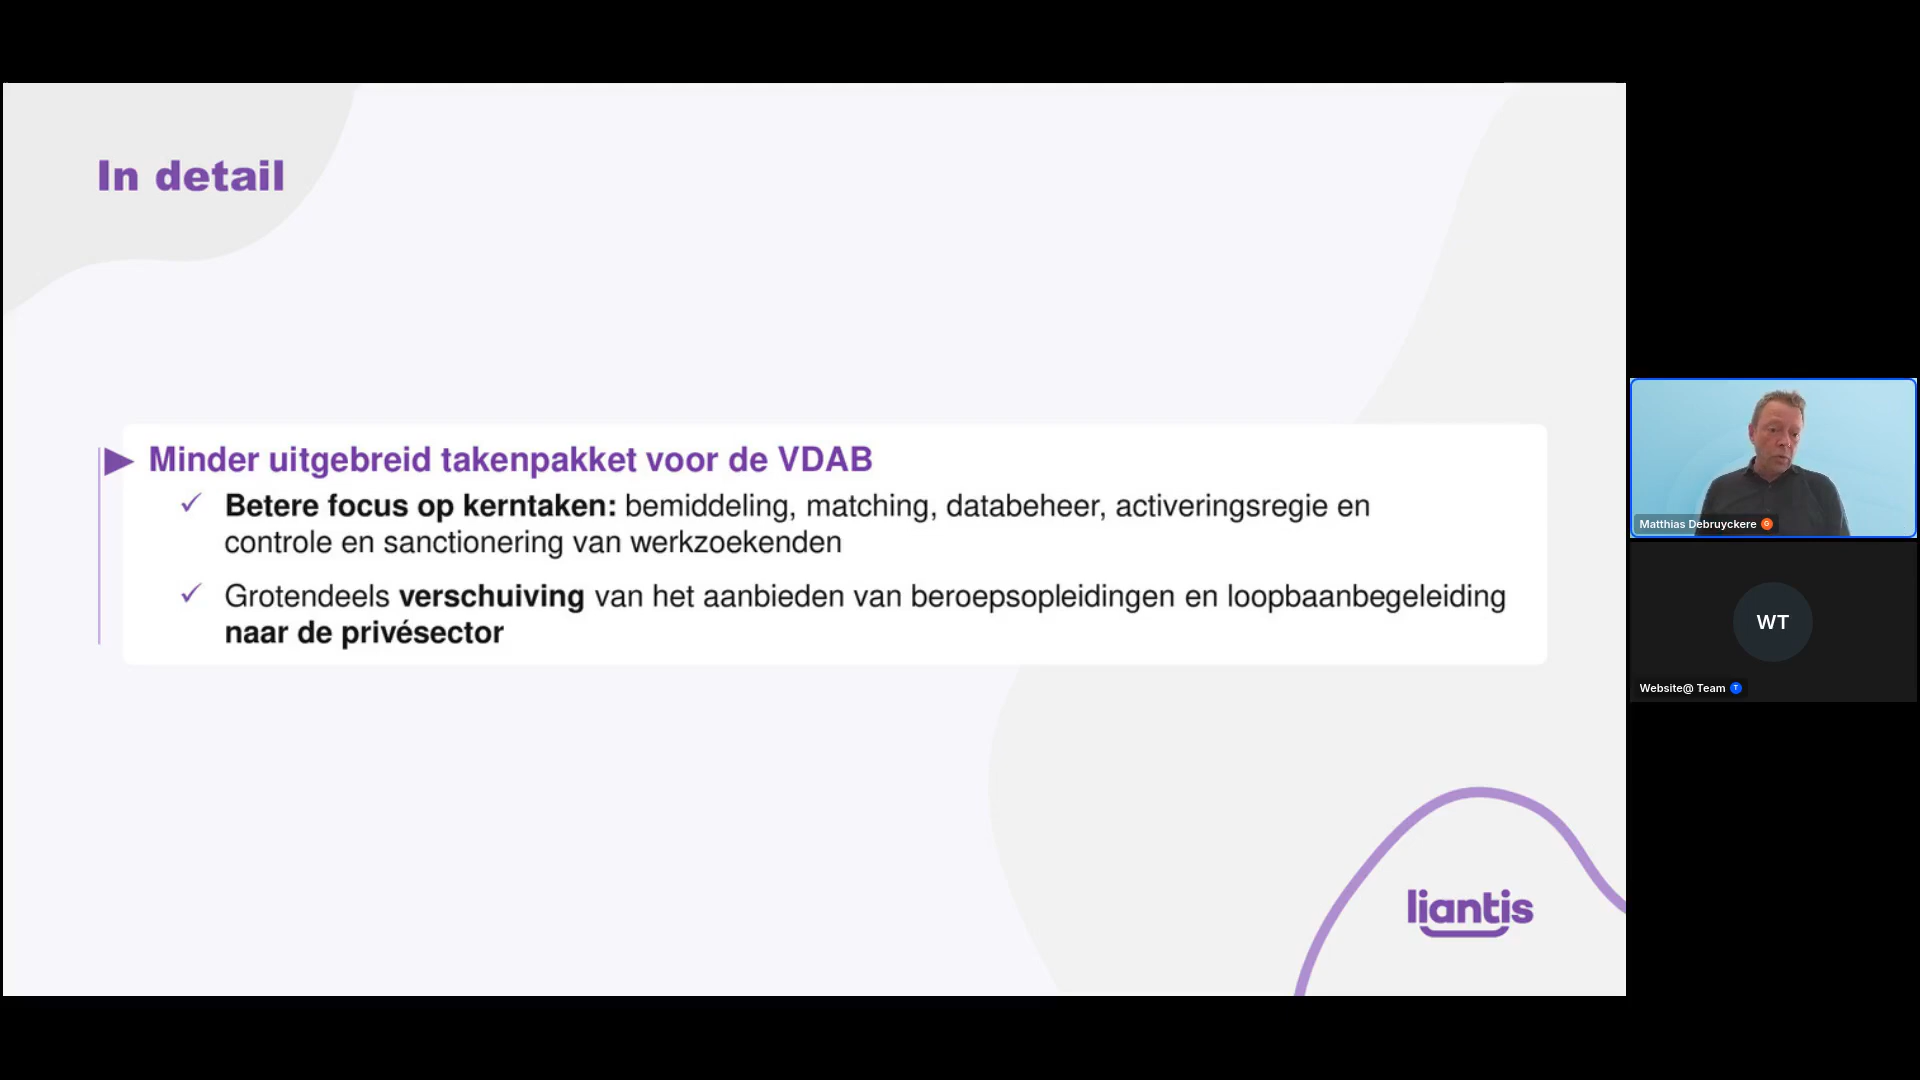 In detail
Minder uitgebreid takenpakket voor de VDAB
Betere focus op kerntaken: bemiddeling, matching, databeheer, activeringsregie en
controle en sanctionering van werkzoekenden
Grotendeels verschuiving van het aanbieden van beroepsopleidingen en loopbaanbegeleiding
naar de privésector
liantis
Matthias Debruyckere G
WT
Website@ Team T